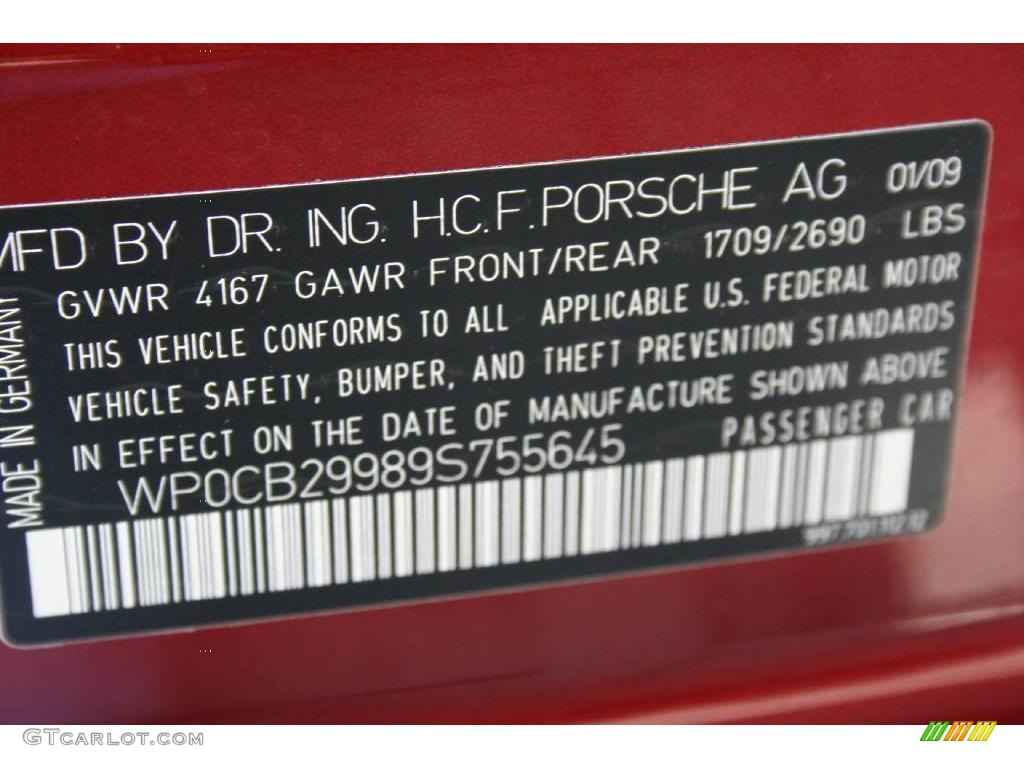 MFD BY DR. ING. H.C.F. PORSCHE AG 01/09
GVWR 4167 GAWR FRONT/REAR 1709/2690 LBS
THIS VEHICLE CONFORMS TO ALL APPLICABLE U.S. FEDERAL MOTOR
VEHICLE SAFETY, BUMPER, AND THEFT PREVENTION STANDARDS
IN EFFECT ON THE DATE OF MANUFACTURE SHOWN ABOVE
WP0CB29989S755645 PASSENGER CAR
MADE IN GERMANY
GTCarlot.com